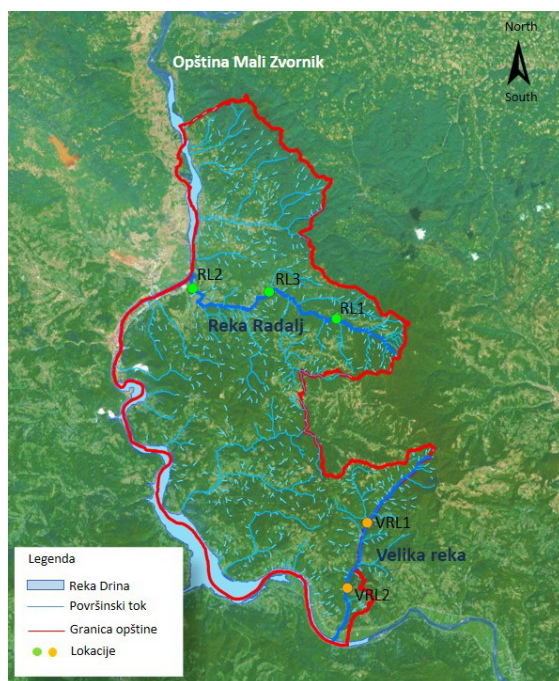 North
Opština Mali Zvornik
South
RL2
RL3
RL1
Reka Radalj
VRL1
Velika reka
VRL2
Legenda
Reka Drina
Površinski tok
Granica opštine
Lokacije